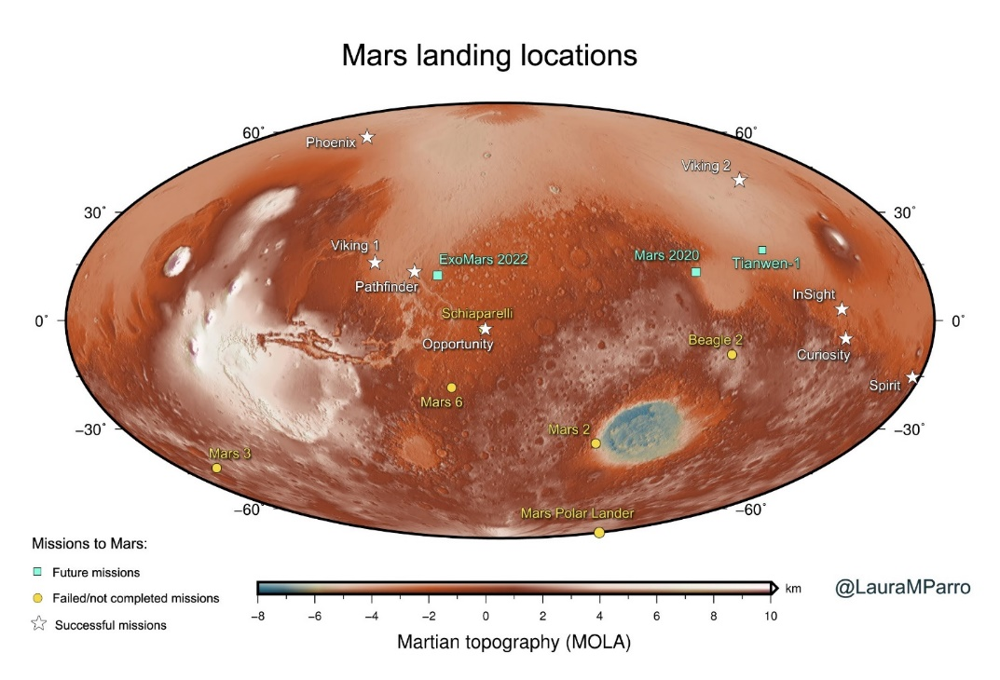 Mars landing locations
60˚
60˚
Phoenix
Viking 2
30˚
30˚
Viking 1
ExoMars 2022
Mars 2020
Tianwen-1
Pathfinder
InSight
Schiaparelli
0˚
0˚
Opportunity
Beagle 2
Curiosity
Spirit
Mars 6
−30˚
Mars 2
−30˚
Mars 3
−60˚
Mars Polar Lander
−60˚
Missions to Mars:
Future missions
Failed/not completed missions
Successful missions
km
−8 −6 −4 −2 0 2 4 6 8 10
Martian topography (MOLA)
@LauraMParro